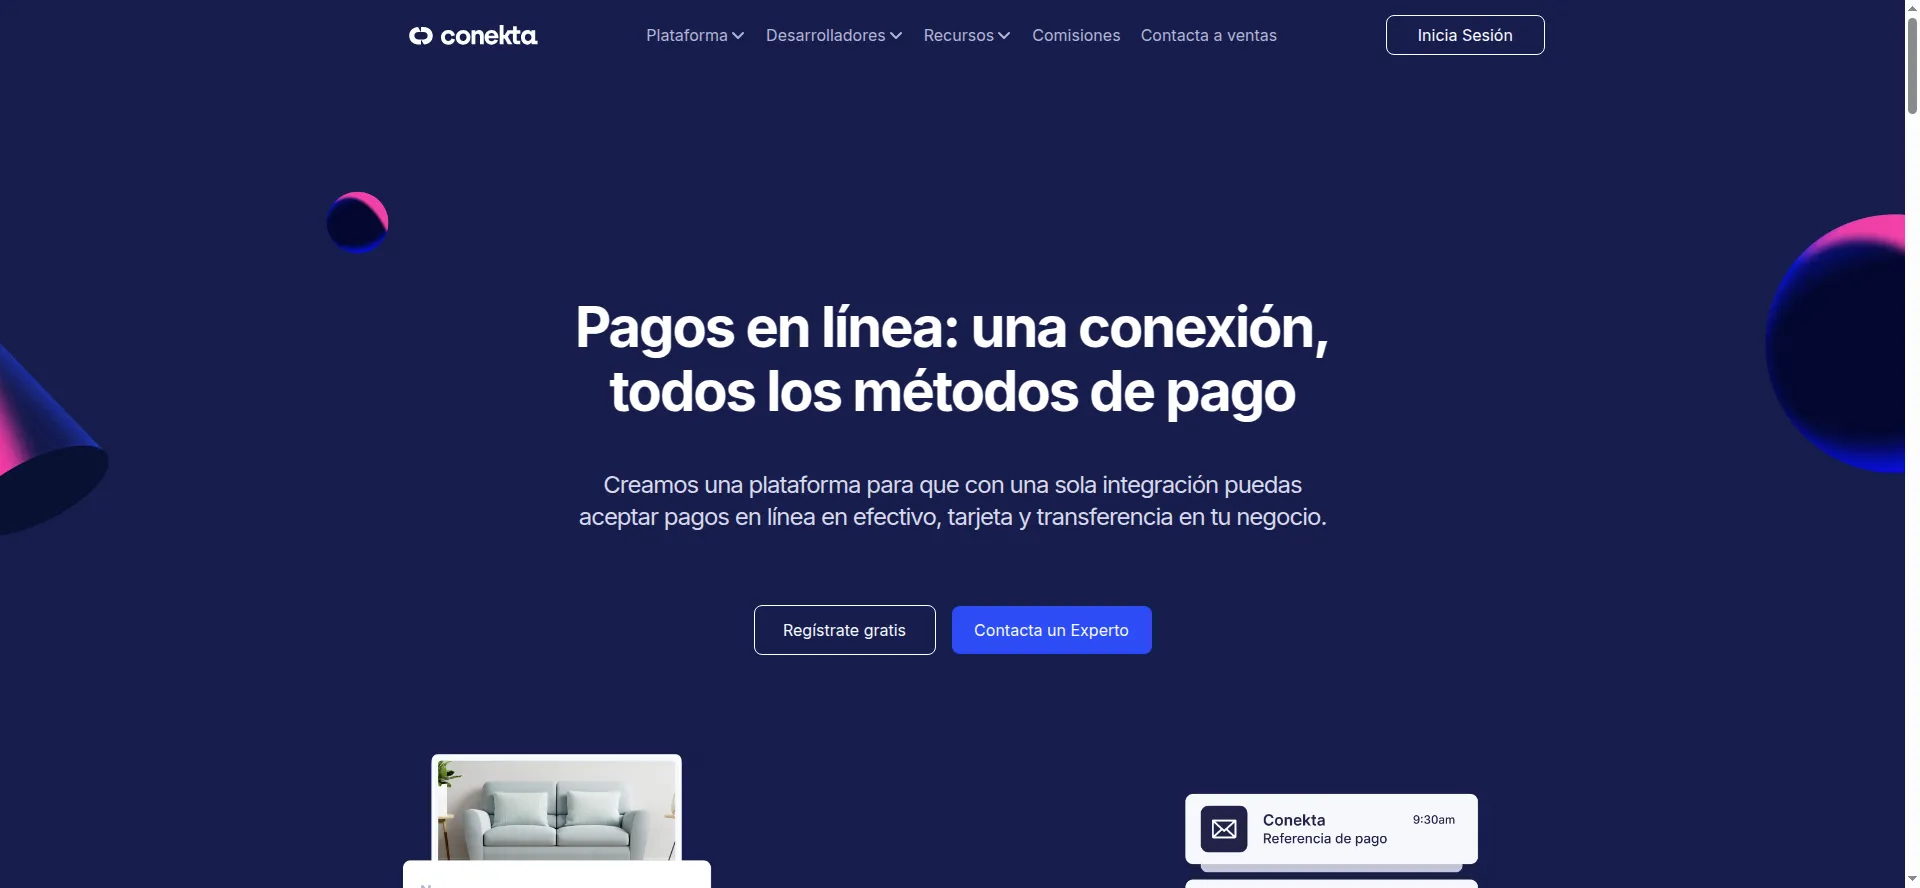 conekta
Plataforma
Desarrolladores
Recursos
Comisiones
Contacta a ventas
Inicia Sesión
Pagos en línea: una conexión,
todos los métodos de pago
Creamos una plataforma para que con una sola integración puedas
aceptar pagos en línea en efectivo, tarjeta y transferencia en tu negocio.
Regístrate gratis
Contacta un Experto
Conekta
9:30am
Referencia de pago